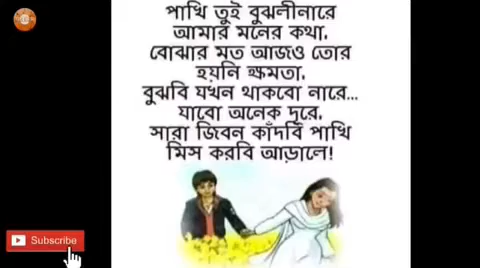 পাখি তুই বুঝলীনারে
আমার মনের কথা.
বোঝার মত আজও তোর
হয়নি ক্ষমতা.
বুঝবি যখন থাকবো নারে...
যাবো অনেক দূরে.
সারা জিবন কাঁদবি পাখি
মিস করবি আড়ালে!
Subscribe